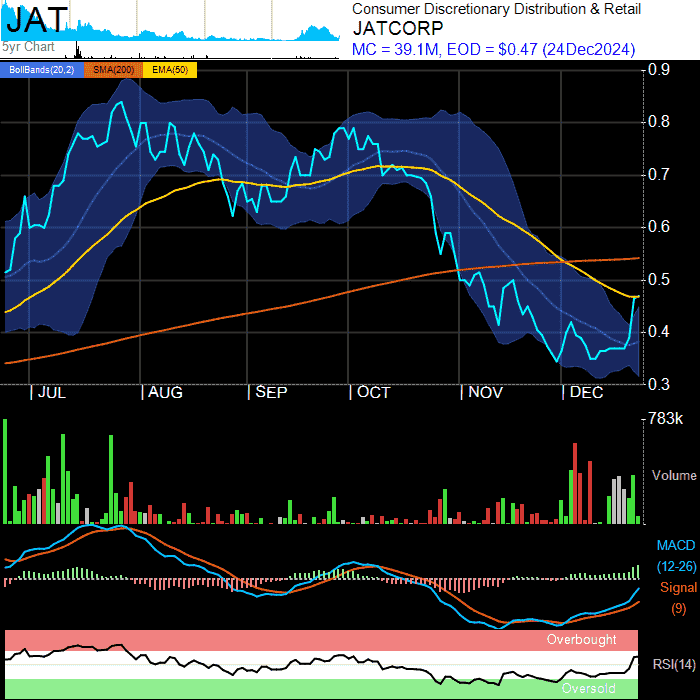 JAT
5yr Chart
Consumer Discretionary Distribution & Retail
JATCORP
MC = 39.1M, EOD = $0.47 (24Dec2024)
BollBands(20,2) SMA(200) EMA(50)
0.9
0.8
0.7
0.6
0.5
0.4
0.3
| JUL | AUG | SEP | OCT | NOV | DEC
783k
Volume
MACD
(12-26)
Signal
(9)
Overbought
RSI(14)
Oversold